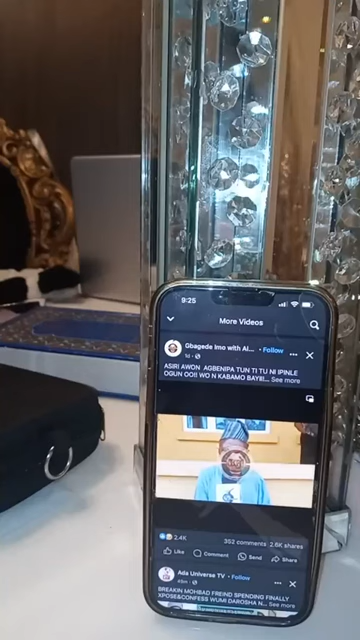 9:25
More Videos
Gbagede Imo with Al... · Follow
1d ·
ASIRI AWON AGBENIPA TUN TI TU NI IPINLE
OGUN OO!! WO N KABAMO BAYII!... See more
2.4K
352 comments 2.6K shares
Like Comment Send Share
Ada Universe TV · Follow
BREAKIN MOHBAD FREIND SPENDING FINALLY
XPOSE&CONFESS WUMI DAROSHA N... See more